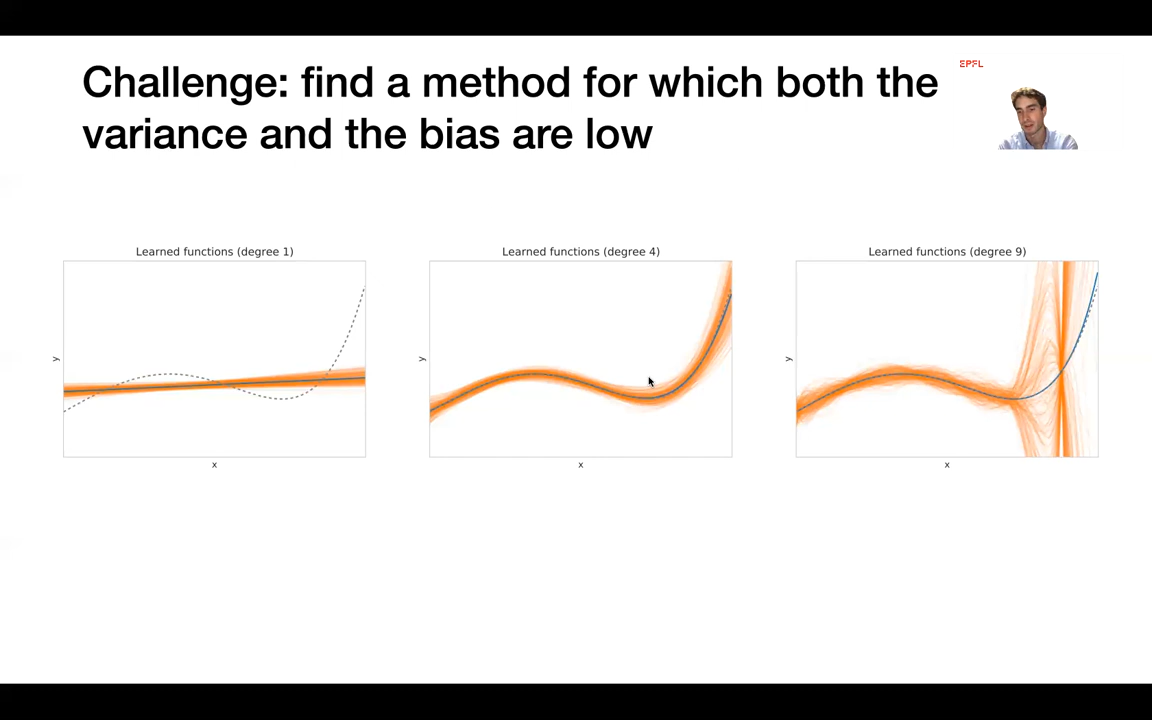 Challenge: find a method for which both the
variance and the bias are low
EPFL
Learned functions (degree 1)
y
x
Learned functions (degree 4)
y
x
Learned functions (degree 9)
y
x